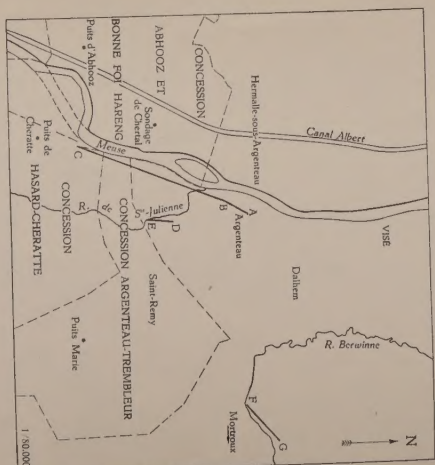 N
VISÉ
Canal Albert
Hermalle-sous-Argenteau
CONCESSION
ABHOOZ ET
BONNE FOI HARENG
Puits d'Abhooz
Sondage
de Chertal
Meuse
A
B
Argenteau
Dalhem
R. Berwinne
F
G
Mortroux
C
D
E
R. de Ste-Julienne
Saint-Remy
Puits de
Cheratte
CONCESSION
HASARD-CHERATTE
CONCESSION ARGENTEAU-TREMBLEUR
Puits Marie
1/80.000